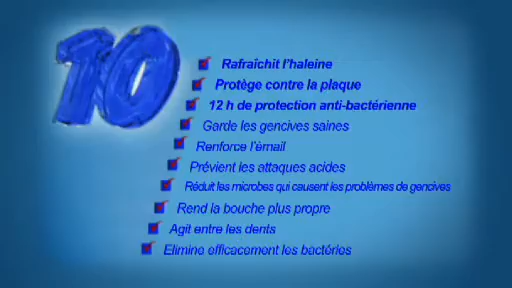 10
Rafraîchit l'haleine
Protège contre la plaque
12 h de protection anti-bactérienne
Garde les gencives saines
Renforce l'émail
Prévient les attaques acides
Réduit les microbes qui causent les problèmes de gencives
Rend la bouche plus propre
Agit entre les dents
Elimine efficacement les bactéries